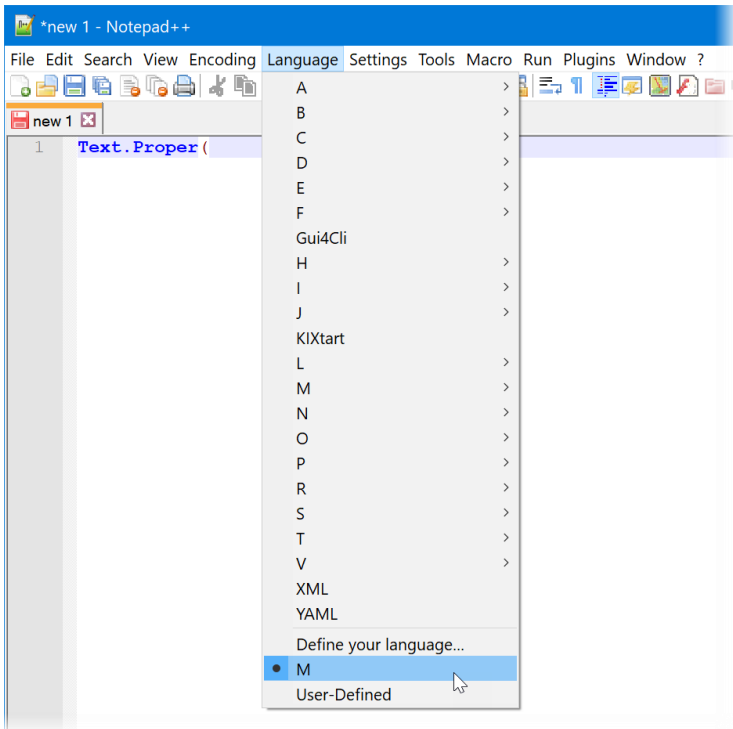 *new 1 - Notepad++
File Edit Search View Encoding Language Settings Tools Macro Run Plugins Window ?
new 1
1 Text.Proper(
A
B
C
D
E
F
Gui4Cli
H
I
J
KIXtart
L
M
N
O
P
R
S
T
V
XML
YAML
Define your language...
M
User-Defined